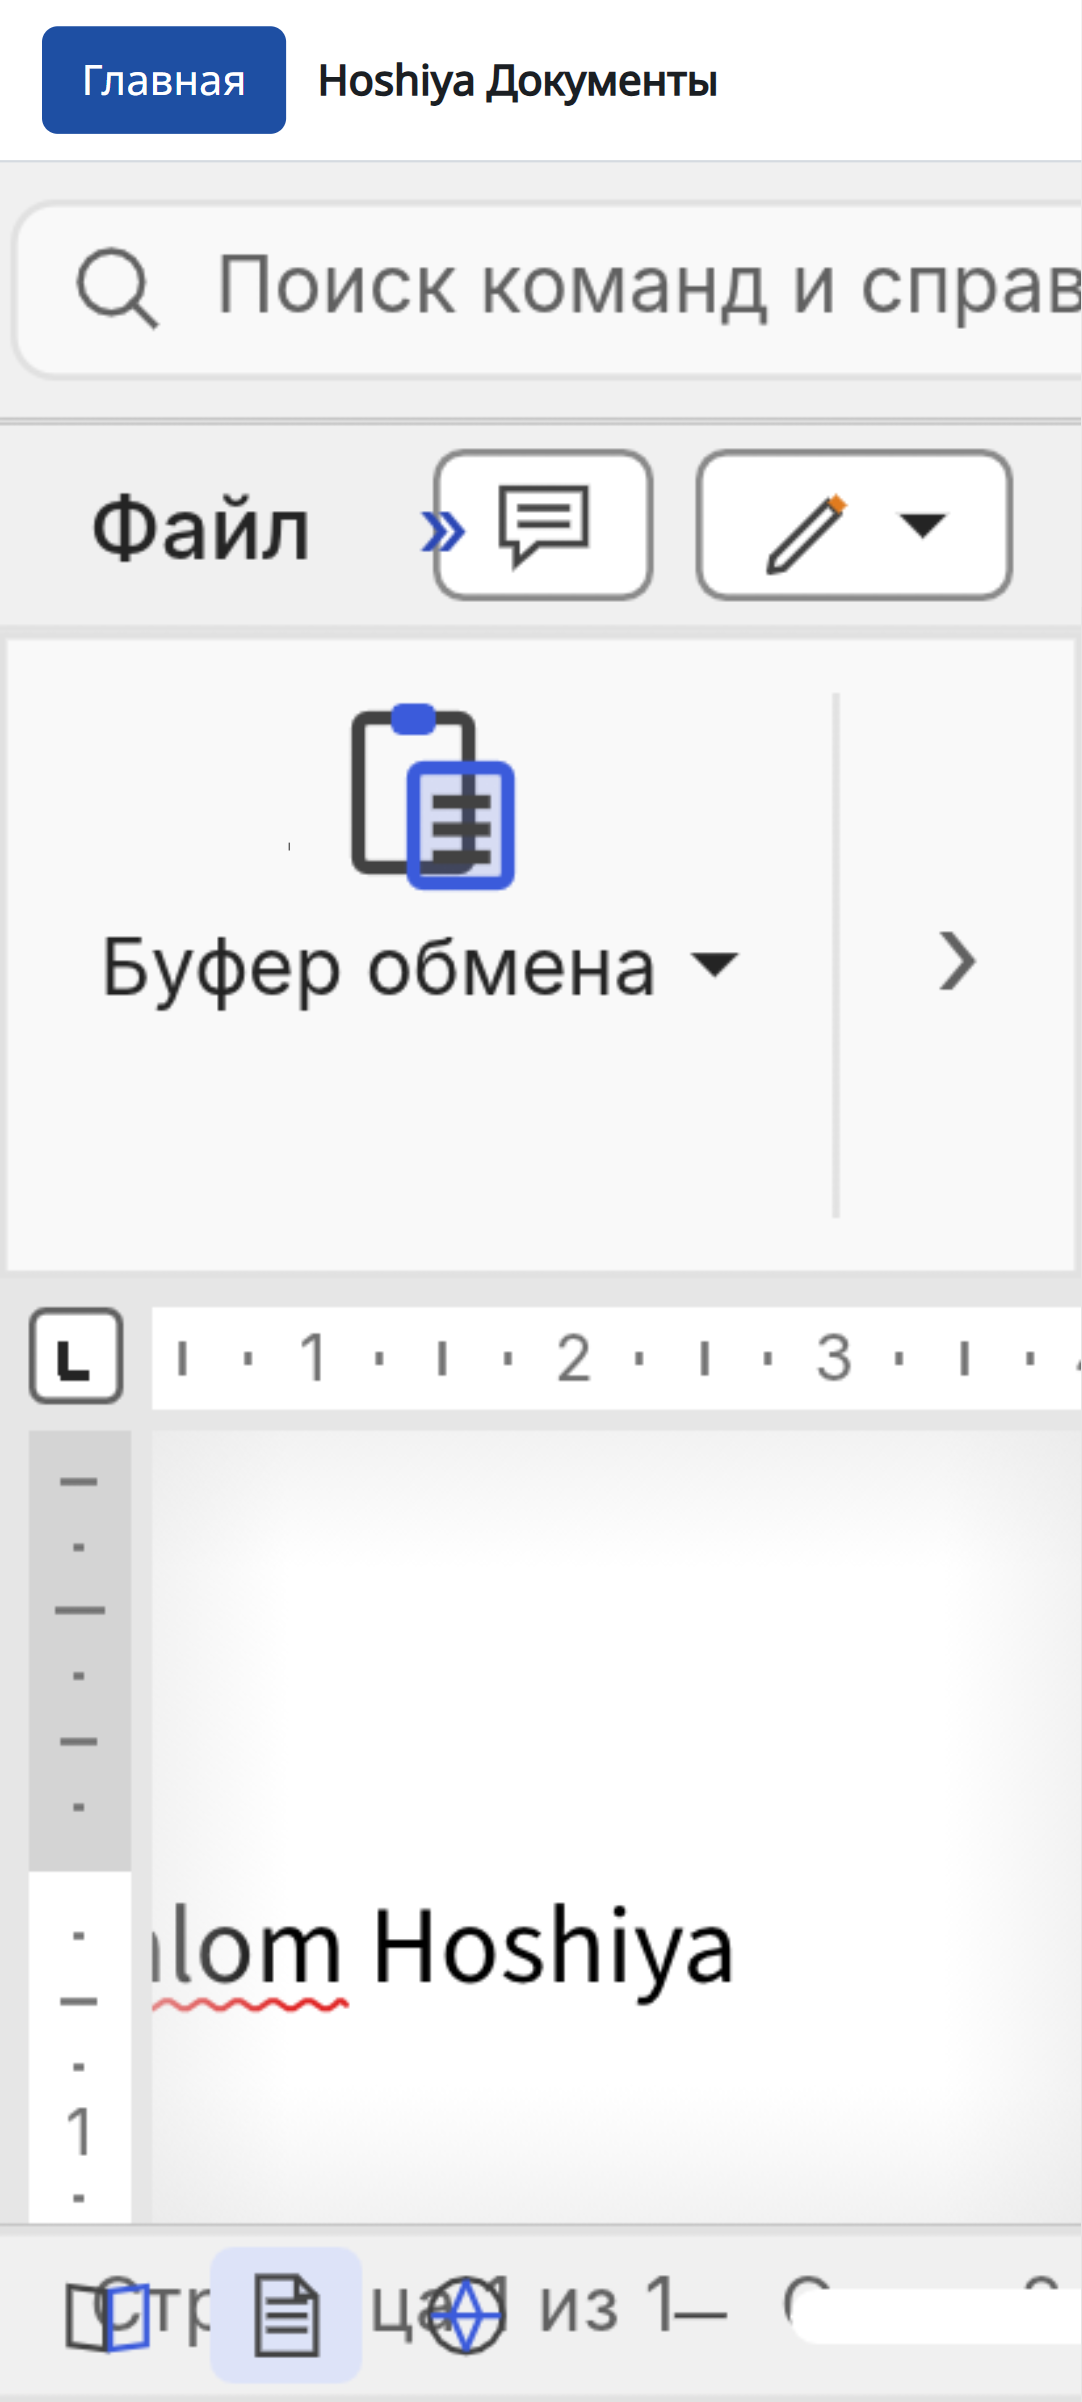 Главная Hoshiya Документы
Поиск команд и справ
Файл
Буфер обмена
1 2 3
lom Hoshiya
1
из 1